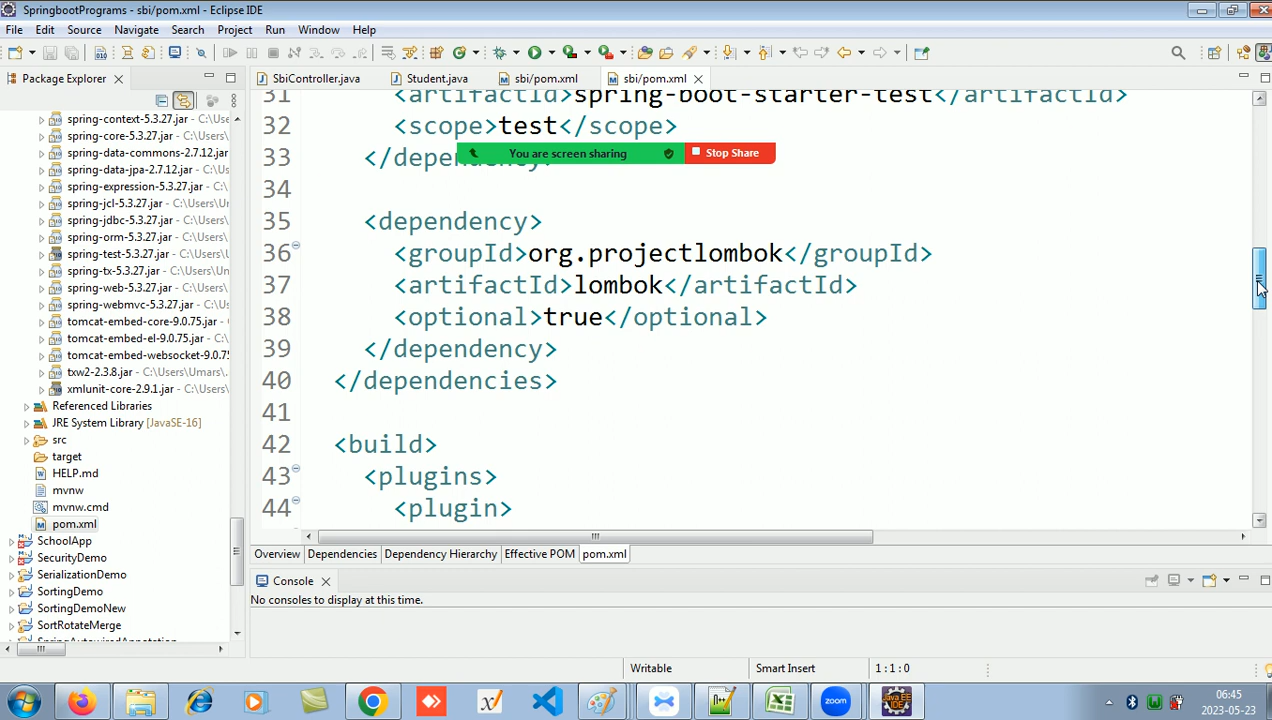 SpringbootPrograms - sbi/pom.xml - Eclipse IDE
File Edit Source Navigate Search Project Run Window Help
Package Explorer
SbiController.java
Student.java
sbi/pom.xml
sbi/pom.xml
spring-context-5.3.27.jar - C:\Use
spring-core-5.3.27.jar - C:\Users
spring-data-commons-2.7.12.jar
spring-data-jpa-2.7.12.jar - C:\
spring-expression-5.3.27.jar - C:\
spring-jcl-5.3.27.jar - C:\Users\U
spring-jdbc-5.3.27.jar - C:\Users
spring-orm-5.3.27.jar - C:\Users\
spring-test-5.3.27.jar - C:\Users\
spring-tx-5.3.27.jar - C:\Users\U
spring-web-5.3.27.jar - C:\Users
spring-webmvc-5.3.27.jar - C:\
tomcat-embed-core-9.0.75.jar
tomcat-embed-el-9.0.75.jar - C:\
tomcat-embed-websocket-9.0.75
txw2-2.3.8.jar - C:\Users\Umars\
xmlunit-core-2.9.1.jar - C:\Users
Referenced Libraries
JRE System Library [JavaSE-16]
src
target
HELP.md
mvnw
mvnw.cmd
pom.xml
SchoolApp
SecurityDemo
SerializationDemo
SortingDemo
SortingDemoNew
SortRotateMerge
SpringAutowiredAnnotation
31 <artifactId>spring-boot-starter-test</artifactId>
32 <scope>test</scope>
33 </dependency>
You are screen sharing
Stop Share
34
35 <dependency>
36 <groupId>org.projectlombok</groupId>
37 <artifactId>lombok</artifactId>
38 <optional>true</optional>
39 </dependency>
40 </dependencies>
41
42 <build>
43 <plugins>
44 <plugin>
Overview Dependencies Dependency Hierarchy Effective POM pom.xml
Console
No consoles to display at this time.
Writable
Smart Insert
1:1:0
zoom
06:45
2023-05-23